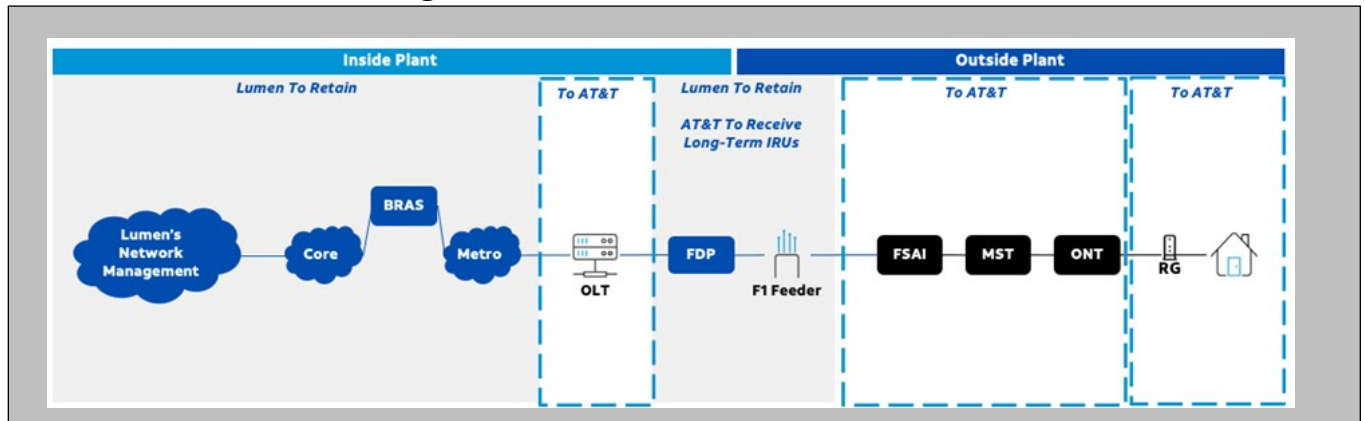 Inside Plant
Outside Plant
Lumen To Retain
To AT&T
Lumen To Retain
AT&T To Receive
Long-Term IRUs
To AT&T
To AT&T
BRAS
Lumen's
Network
Management
Core
Metro
OLT
FDP
F1 Feeder
FSAI
MST
ONT
RG